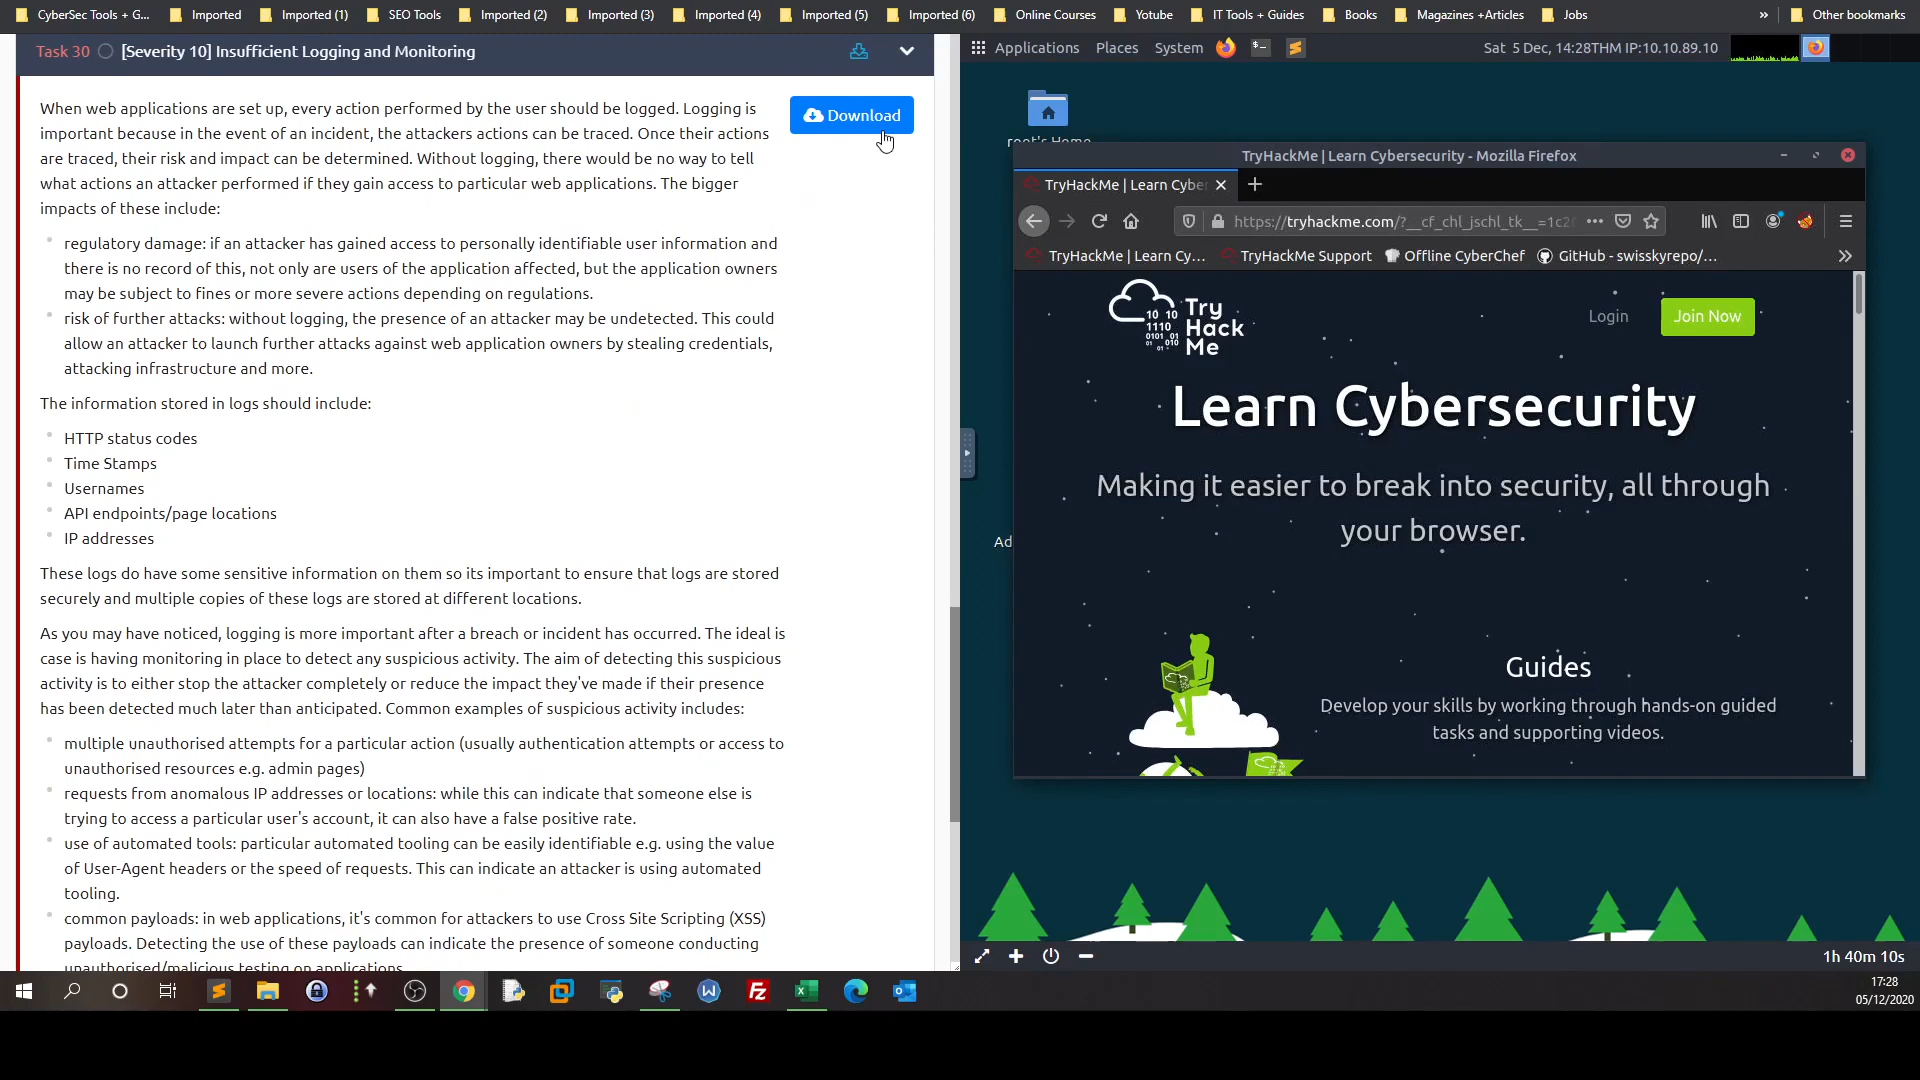 CyberSec Tools + G...
Imported
Imported (1)
SEO Tools
Imported (2)
Imported (3)
Imported (4)
Imported (5)
Imported (6)
Online Courses
Yotube
IT Tools + Guides
Books
Magazines +Articles
Jobs
»
Other bookmarks
Task 30
[Severity 10] Insufficient Logging and Monitoring
When web applications are set up, every action performed by the user should be logged. Logging is
important because in the event of an incident, the attackers actions can be traced. Once their actions
are traced, their risk and impact can be determined. Without logging, there would be no way to tell
what actions an attacker performed if they gain access to particular web applications. The bigger
impacts of these include:
Download
regulatory damage: if an attacker has gained access to personally identifiable user information and
there is no record of this, not only are users of the application affected, but the application owners
may be subject to fines or more severe actions depending on regulations.
risk of further attacks: without logging, the presence of an attacker may be undetected. This could
allow an attacker to launch further attacks against web application owners by stealing credentials,
attacking infrastructure and more.
The information stored in logs should include:
HTTP status codes
Time Stamps
Usernames
API endpoints/page locations
IP addresses
These logs do have some sensitive information on them so its important to ensure that logs are stored
securely and multiple copies of these logs are stored at different locations.
As you may have noticed, logging is more important after a breach or incident has occurred. The ideal is
case is having monitoring in place to detect any suspicious activity. The aim of detecting this suspicious
activity is to either stop the attacker completely or reduce the impact they've made if their presence
has been detected much later than anticipated. Common examples of suspicious activity includes:
multiple unauthorised attempts for a particular action (usually authentication attempts or access to
unauthorised resources e.g. admin pages)
requests from anomalous IP addresses or locations: while this can indicate that someone else is
trying to access a particular user's account, it can also have a false positive rate.
use of automated tools: particular automated tooling can be easily identifiable e.g. using the value
of User-Agent headers or the speed of requests. This can indicate an attacker is using automated
tooling.
common payloads: in web applications, it's common for attackers to use Cross Site Scripting (XSS)
payloads. Detecting the use of these payloads can indicate the presence of someone conducting
unauthorised/malicious testing on applications.
Applications
Places
System
Sat 5 Dec, 14:28
THM IP:10.10.89.10
root's Home
Ad
TryHackMe | Learn Cybersecurity - Mozilla Firefox
TryHackMe | Learn Cybe
https://tryhackme.com/?__cf_chl_jschl_tk__=1c2
TryHackMe | Learn Cy...
TryHackMe Support
Offline CyberChef
GitHub - swisskyrepo/...
Try
Hack
Me
10 10
1110
0101 01
Login
Join Now
Learn Cybersecurity
Making it easier to break into security, all through
your browser.
Guides
Develop your skills by working through hands-on guided
tasks and supporting videos.
1h 40m 10s
17:28
05/12/2020